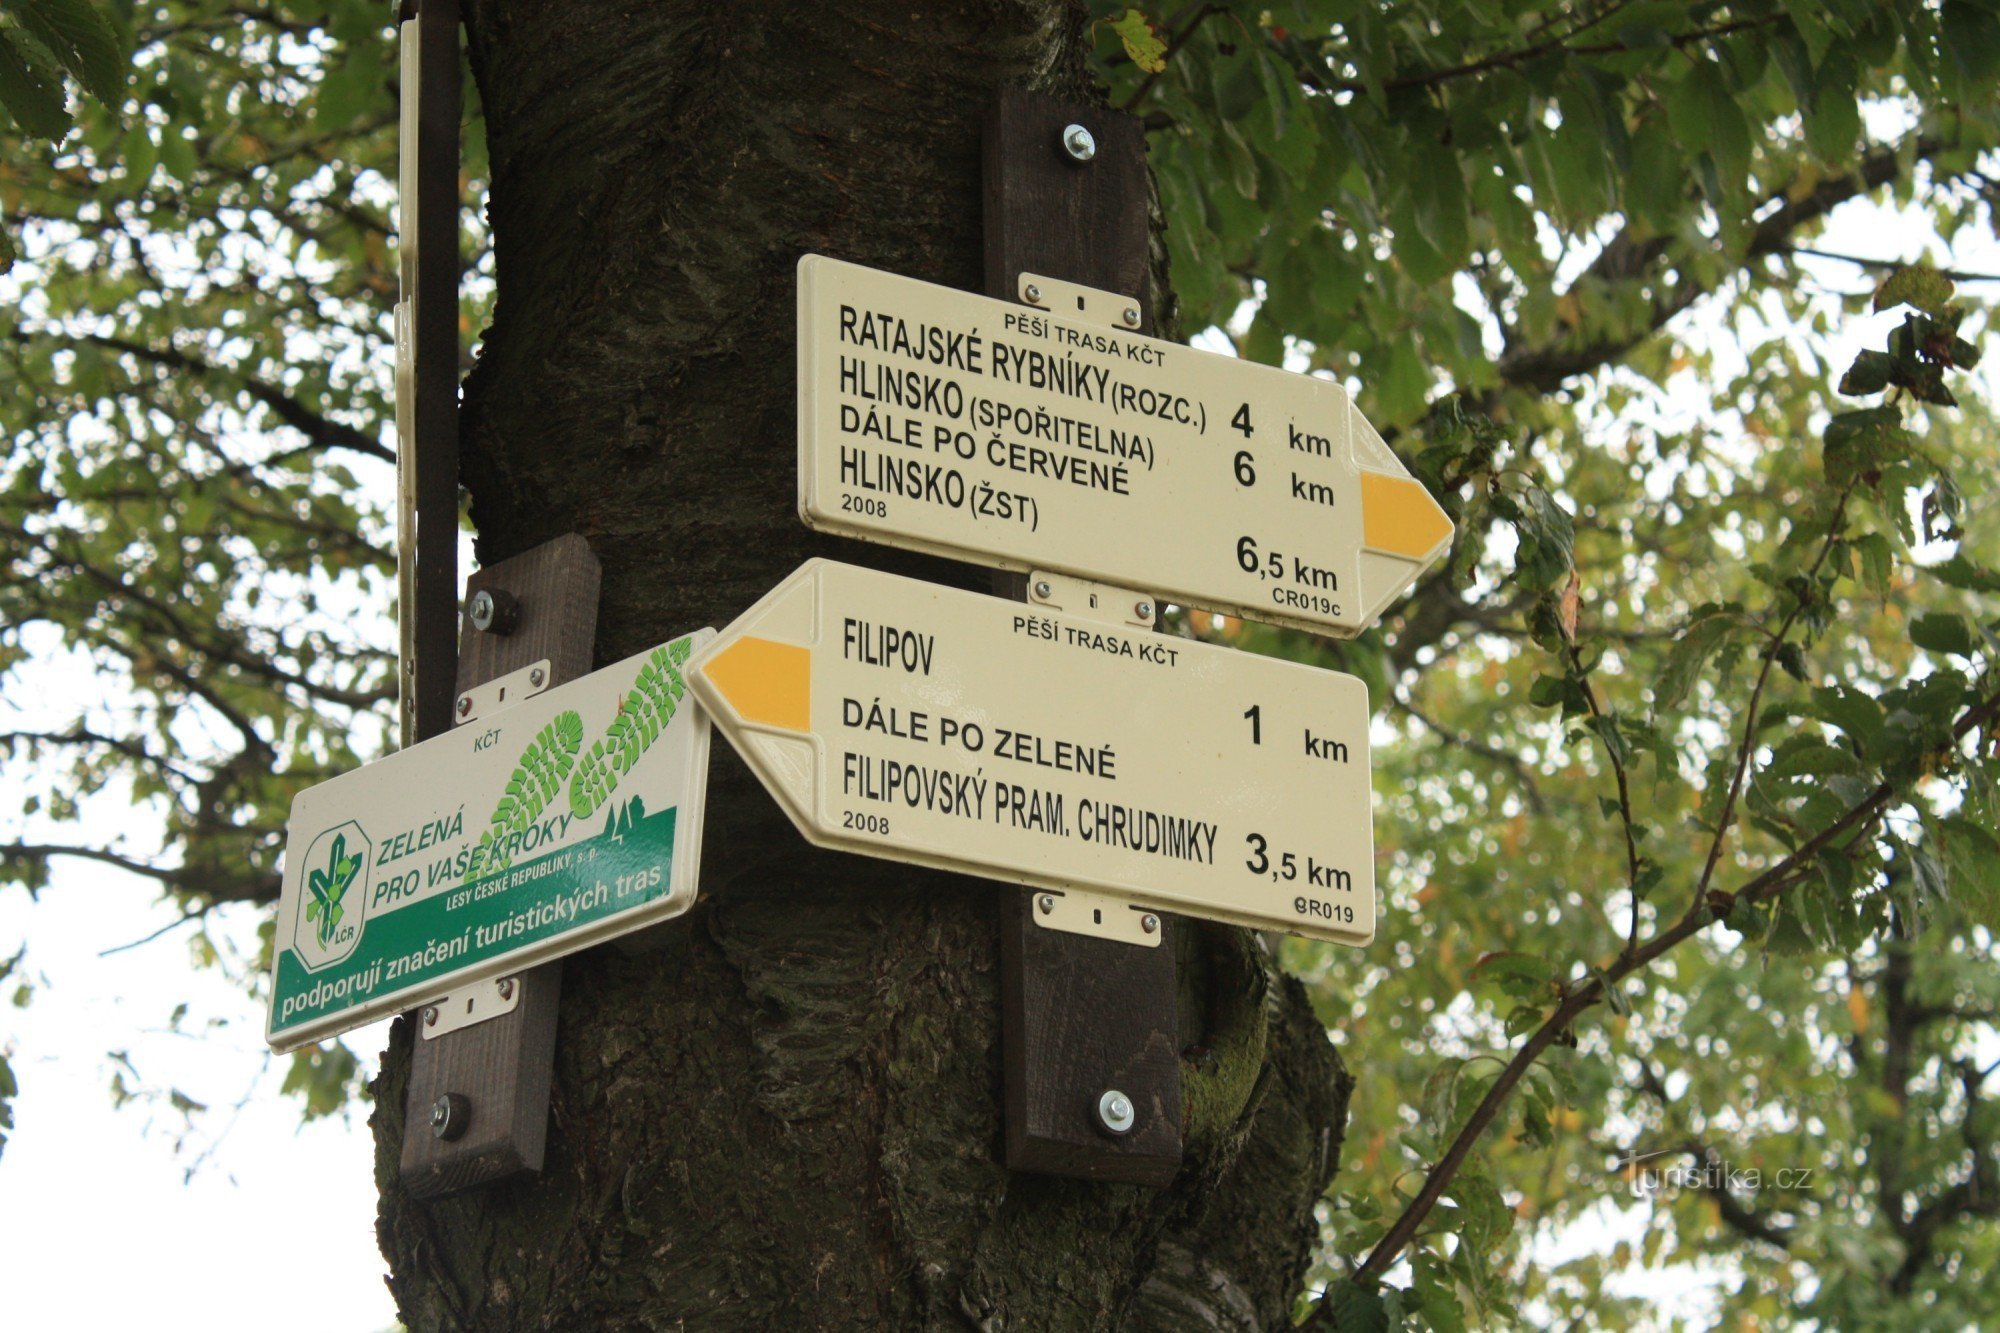 PĚŠÍ TRASA KČT
RATAJSKÉ RYBNÍKY (ROZC.) 4 km
HLINSKO (SPOŘITELNA) 6 km
DÁLE PO ČERVENÉ
HLINSKO (ŽST) 6,5 km
2008 CR019c
PĚŠÍ TRASA KČT
FILIPOV 1 km
DÁLE PO ZELENÉ
FILIPOVSKÝ PRAM. CHRUDIMKY 3,5 km
2008 CR019
KČT
ZELENÁ
PRO VAŠE KROKY
LESY ČESKÉ REPUBLIKY, s. p.
LČR
podporují značení turistických tras
Turistika.cz